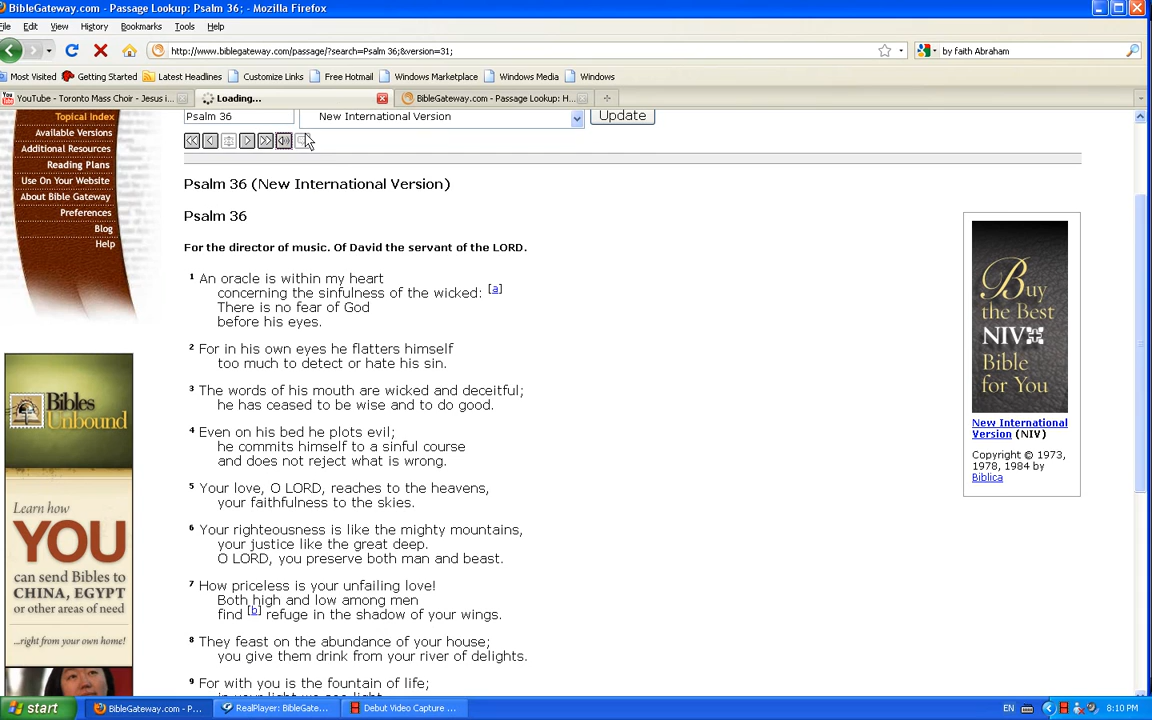 BibleGateway.com - Passage Lookup: Psalm 36; - Mozilla Firefox
File Edit View History Bookmarks Tools Help
http://www.biblegateway.com/passage/?search=Psalm 36;&version=31;
by faith Abraham
Most Visited Getting Started Latest Headlines Customize Links Free Hotmail Windows Marketplace Windows Media Windows
YouTube - Toronto Mass Choir - Jesus i...
Loading...
BibleGateway.com - Passage Lookup: H...
Topical Index
Available Versions
Additional Resources
Reading Plans
Use On Your Website
About Bible Gateway
Preferences
Blog
Help
Psalm 36
New International Version
Update
Psalm 36 (New International Version)
Psalm 36
For the director of music. Of David the servant of the LORD.
1 An oracle is within my heart
concerning the sinfulness of the wicked: [a]
There is no fear of God
before his eyes.
2 For in his own eyes he flatters himself
too much to detect or hate his sin.
3 The words of his mouth are wicked and deceitful;
he has ceased to be wise and to do good.
4 Even on his bed he plots evil;
he commits himself to a sinful course
and does not reject what is wrong.
5 Your love, O LORD, reaches to the heavens,
your faithfulness to the skies.
6 Your righteousness is like the mighty mountains,
your justice like the great deep.
O LORD, you preserve both man and beast.
7 How priceless is your unfailing love!
Both high and low among men
find [b] refuge in the shadow of your wings.
8 They feast on the abundance of your house;
you give them drink from your river of delights.
9 For with you is the fountain of life;
in your light we see light.
Buy
the Best
NIV
Bible
for You
New International
Version (NIV)
Copyright © 1973,
1978, 1984 by
Biblica
Bibles
Unbound
Learn how
YOU
can send Bibles to
CHINA, EGYPT
or other areas of need
...right from your own home!
start
BibleGateway.com - P...
RealPlayer: BibleGate...
Debut Video Capture ...
EN
8:10 PM